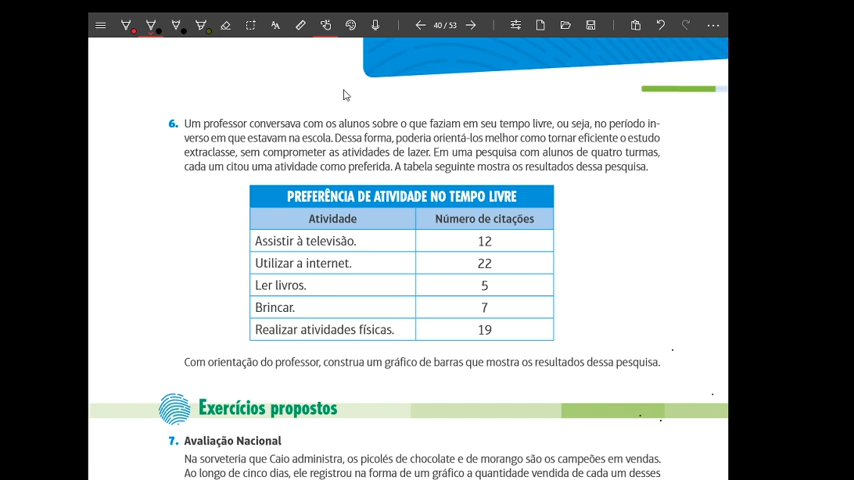 40 / 53
6. Um professor conversava com os alunos sobre o que faziam em seu tempo livre, ou seja, no período in-
verso em que estavam na escola. Dessa forma, poderia orientá-los melhor como tornar eficiente o estudo
extraclasse, sem comprometer as atividades de lazer. Em uma pesquisa com alunos de quatro turmas,
cada um citou uma atividade como preferida. A tabela seguinte mostra os resultados dessa pesquisa.
PREFERÊNCIA DE ATIVIDADE NO TEMPO LIVRE
Atividade Número de citações
Assistir à televisão. 12
Utilizar a internet. 22
Ler livros. 5
Brincar. 7
Realizar atividades físicas. 19
Com orientação do professor, construa um gráfico de barras que mostra os resultados dessa pesquisa.
Exercícios propostos
7. Avaliação Nacional
Na sorveteria que Caio administra, os picolés de chocolate e de morango são os campeões em vendas.
Ao longo de cinco dias, ele registrou na forma de um gráfico a quantidade vendida de cada um desses